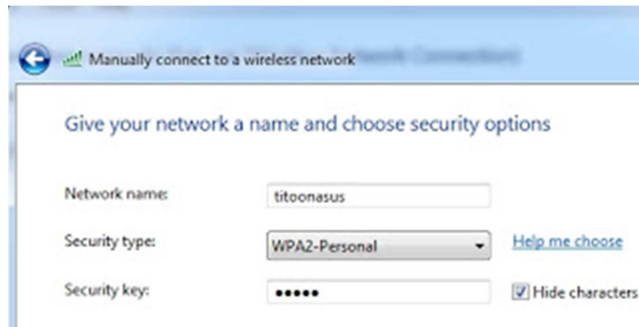 Manually connect to a wireless network
Give your network a name and choose security options
Network name: titoonasus
Security type: WPA2-Personal Help me choose
Security key: ●●●●● Hide characters